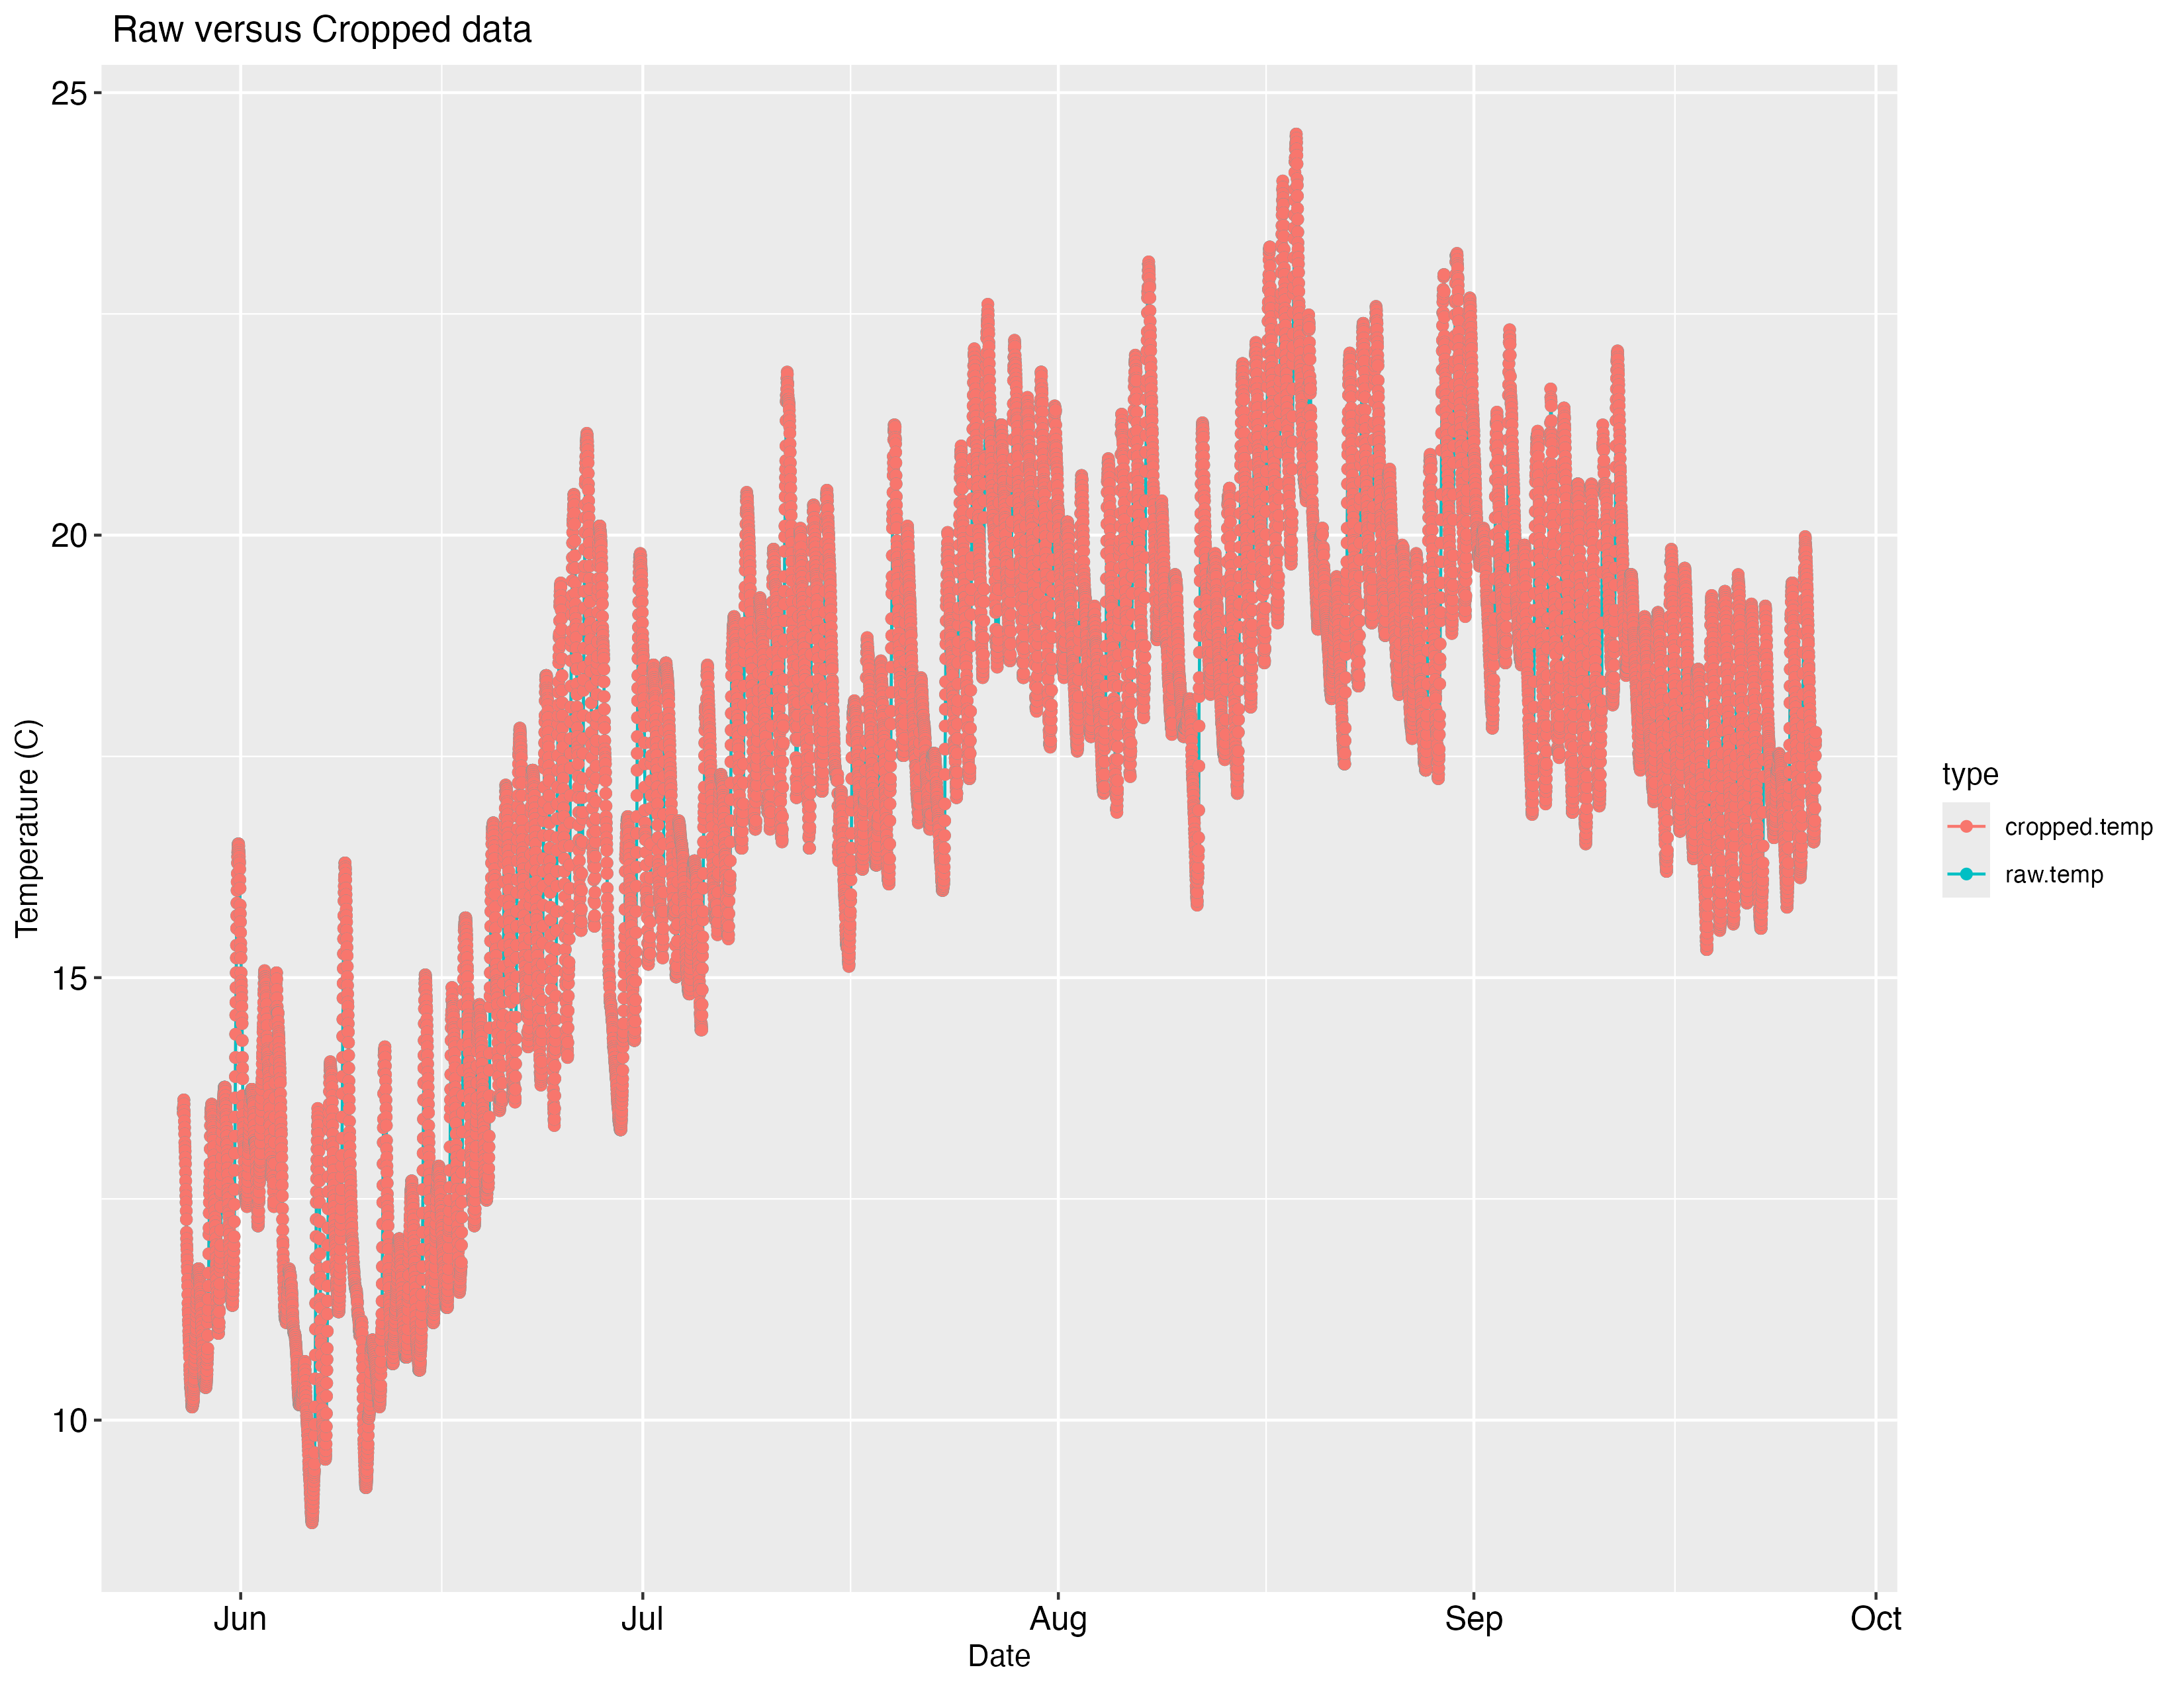 Raw versus Cropped data
25
20
15
10
Temperature (C)
Jun
Jul
Aug
Sep
Oct
Date
type
cropped.temp
raw.temp